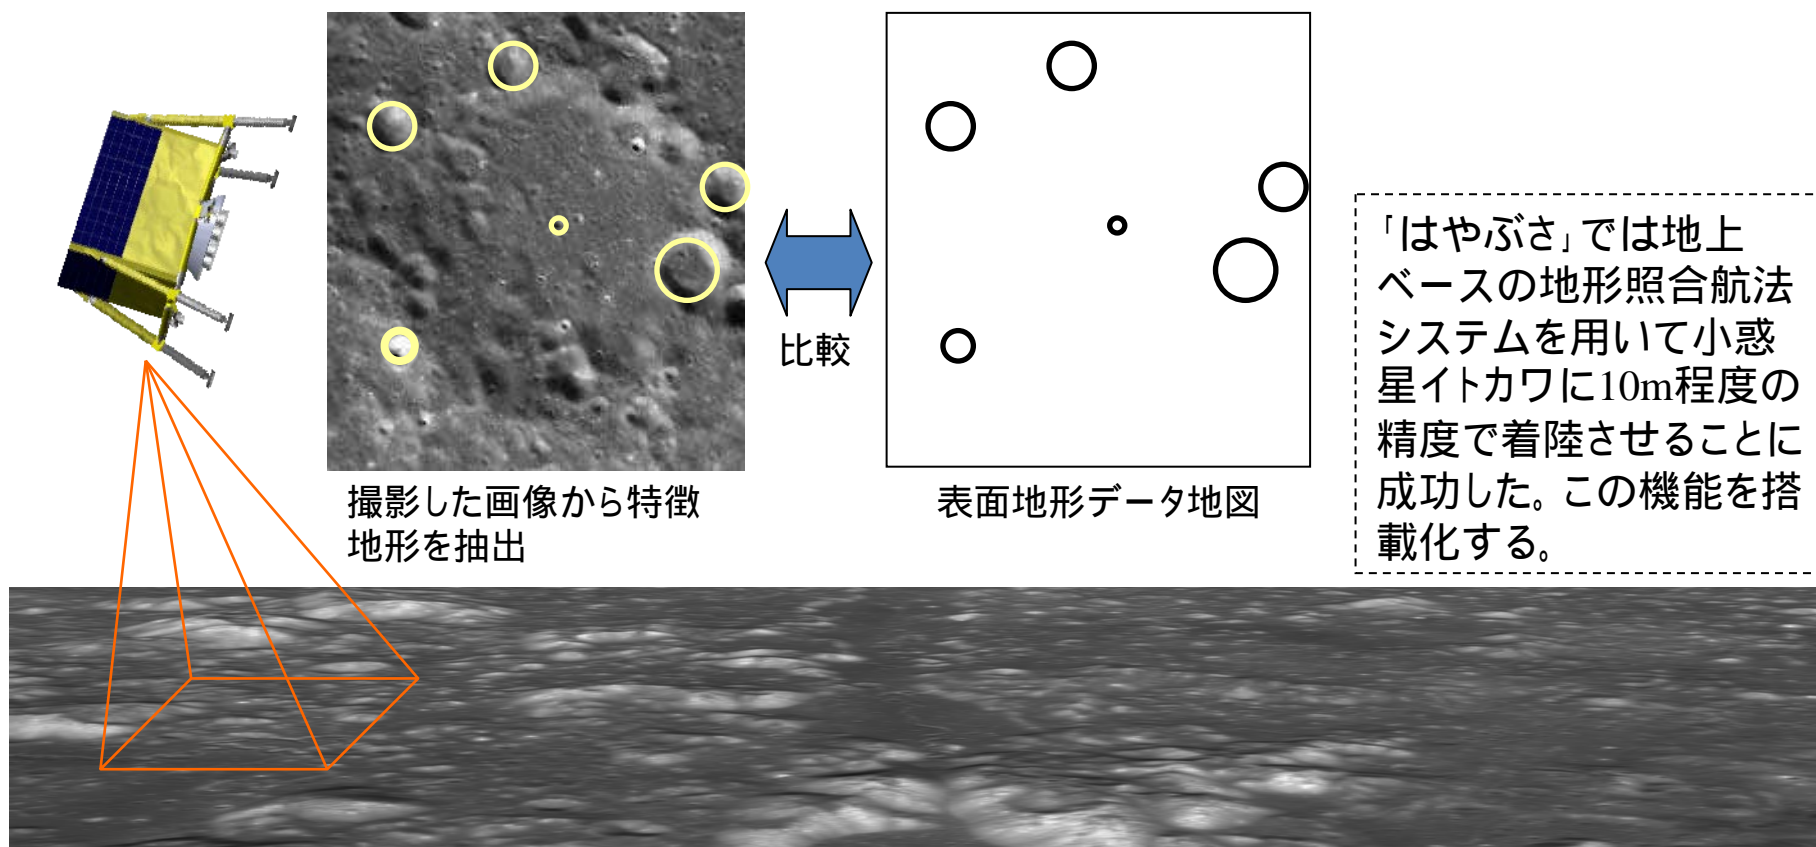 比較
撮影した画像から特徴
地形を抽出
表面地形データ地図
「はやぶさ」では地上
ベースの地形照合航法
システムを用いて小惑
星イトカワに10m程度の
精度で着陸させることに
成功した。この機能を搭
載化する。